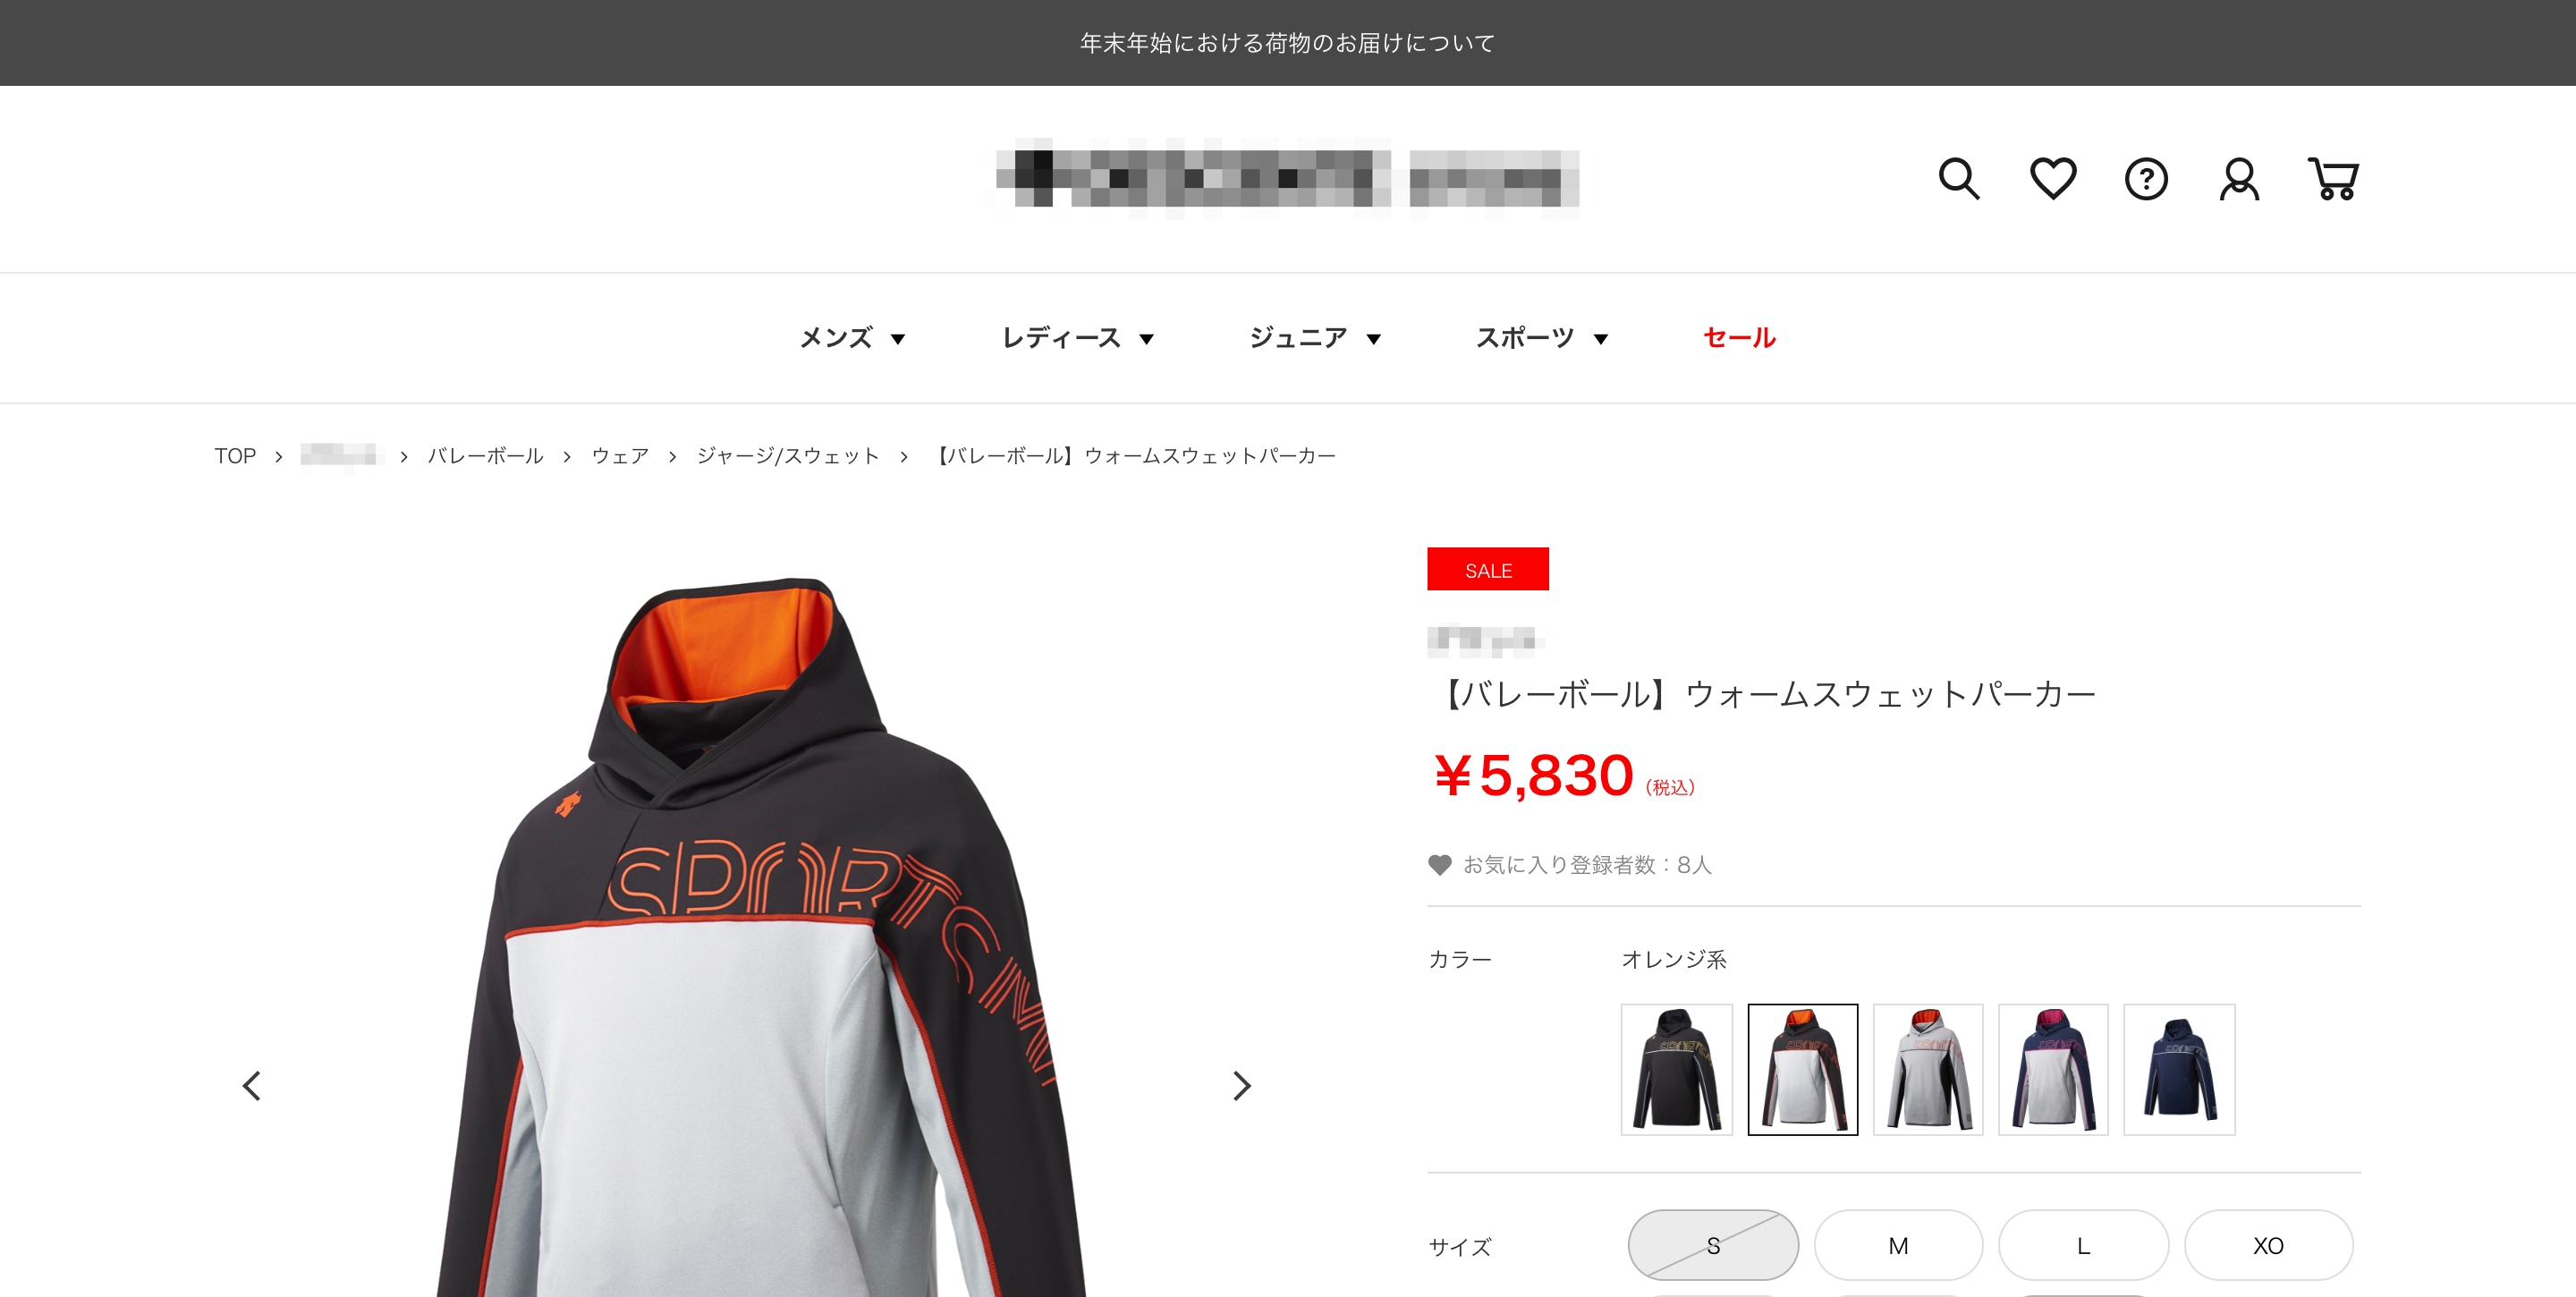 年末年始における荷物のお届けについて
メンズ ▼ レディース ▼ ジュニア ▼ スポーツ ▼ セール
TOP > > バレーボール > ウェア > ジャージ/スウェット > 【バレーボール】ウォームスウェットパーカー
SALE
【バレーボール】ウォームスウェットパーカー
¥5,830 (税込)
お気に入り登録者数：8人
カラー オレンジ系
サイズ S M L XO